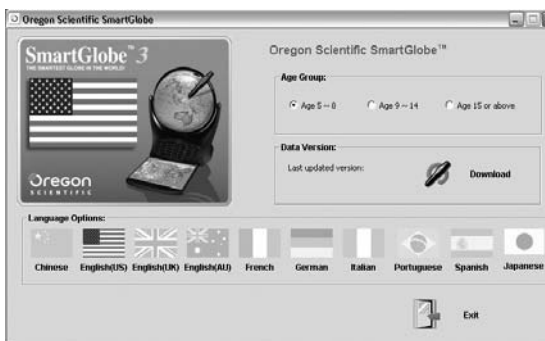 Oregon Scientific SmartGlobe
SmartGlobe™ 3
THE SMARTEST GLOBE IN THE WORLD!
Oregon
SCIENTIFIC
Oregon Scientific SmartGlobe™
Age Group:
Age 5 ~ 8 Age 9 ~ 14 Age 15 or above
Data Version:
Last updated version: Download
Language Options:
Chinese English(US) English(UK) English(AU) French German Italian Portuguese Spanish Japanese
Exit